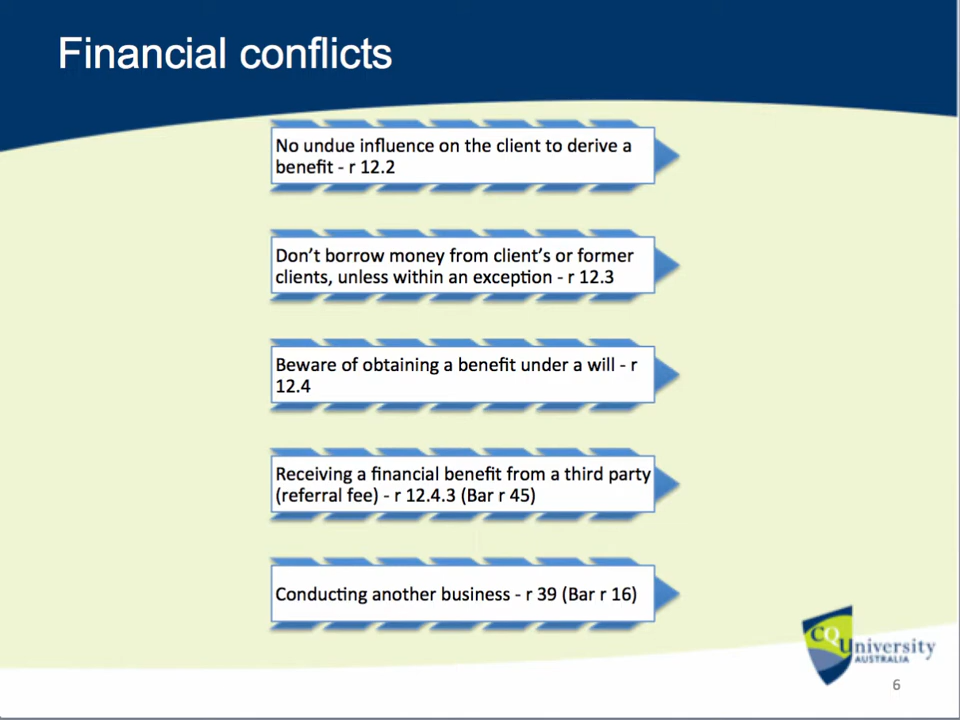 Financial conflicts
No undue influence on the client to derive a
benefit - r 12.2
Don't borrow money from client's or former
clients, unless within an exception - r 12.3
Beware of obtaining a benefit under a will - r
12.4
Receiving a financial benefit from a third party
(referral fee) - r 12.4.3 (Bar r 45)
Conducting another business - r 39 (Bar r 16)
CQUniversity
AUSTRALIA
6